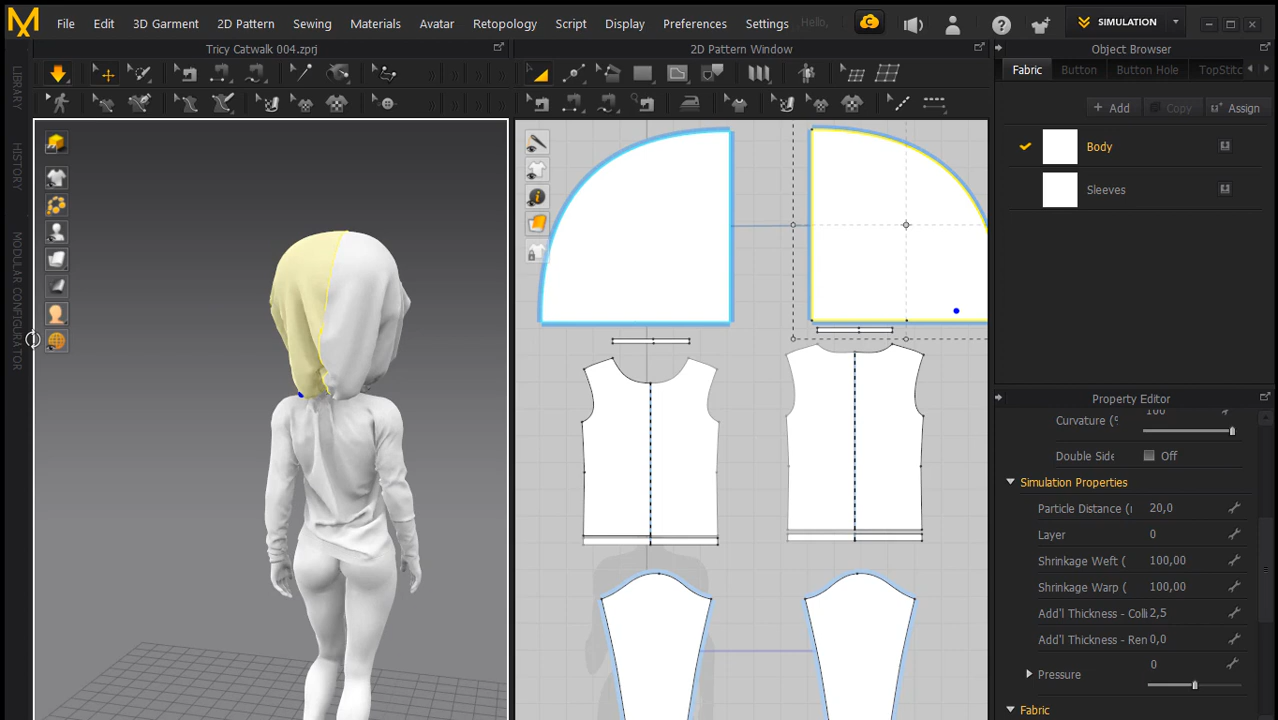 File Edit 3D Garment 2D Pattern Sewing Materials Avatar Retopology Script Display Preferences Settings Hello, SIMULATION
Tricy Catwalk 004.zprj 2D Pattern Window Object Browser
LIBRARY
HISTORY
MODULAR CONFIGURATOR
Fabric Button Button Hole TopStitc
+ Add Copy Assign
Body
Sleeves
Property Editor
Curvature (° 100
Double Side Off
Simulation Properties
Particle Distance (ı 20,0
Layer 0
Shrinkage Weft ( 100,00
Shrinkage Warp ( 100,00
Add'l Thickness - Colli 2,5
Add'l Thickness - Ren 0,0
Pressure 0
Fabric